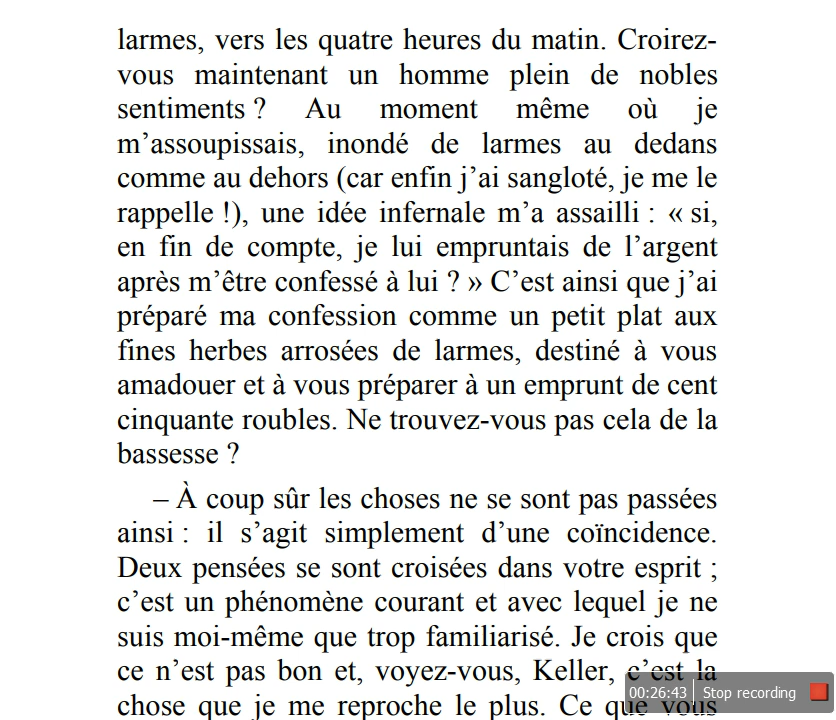 larmes, vers les quatre heures du matin. Croirez-
vous maintenant un homme plein de nobles
sentiments ? Au moment même où je
m’assoupissais, inondé de larmes au dedans
comme au dehors (car enfin j’ai sangloté, je me le
rappelle !), une idée infernale m’a assailli : « si,
en fin de compte, je lui empruntais de l’argent
après m’être confessé à lui ? » C’est ainsi que j’ai
préparé ma confession comme un petit plat aux
fines herbes arrosées de larmes, destiné à vous
amadouer et à vous préparer à un emprunt de cent
cinquante roubles. Ne trouvez-vous pas cela de la
bassesse ?
– À coup sûr les choses ne se sont pas passées
ainsi : il s’agit simplement d’une coïncidence.
Deux pensées se sont croisées dans votre esprit ;
c’est un phénomène courant et avec lequel je ne
suis moi-même que trop familiarisé. Je crois que
ce n’est pas bon et, voyez-vous, Keller, c’est la
chose que je me reproche le plus. Ce que vous
00:26:43 Stop recording